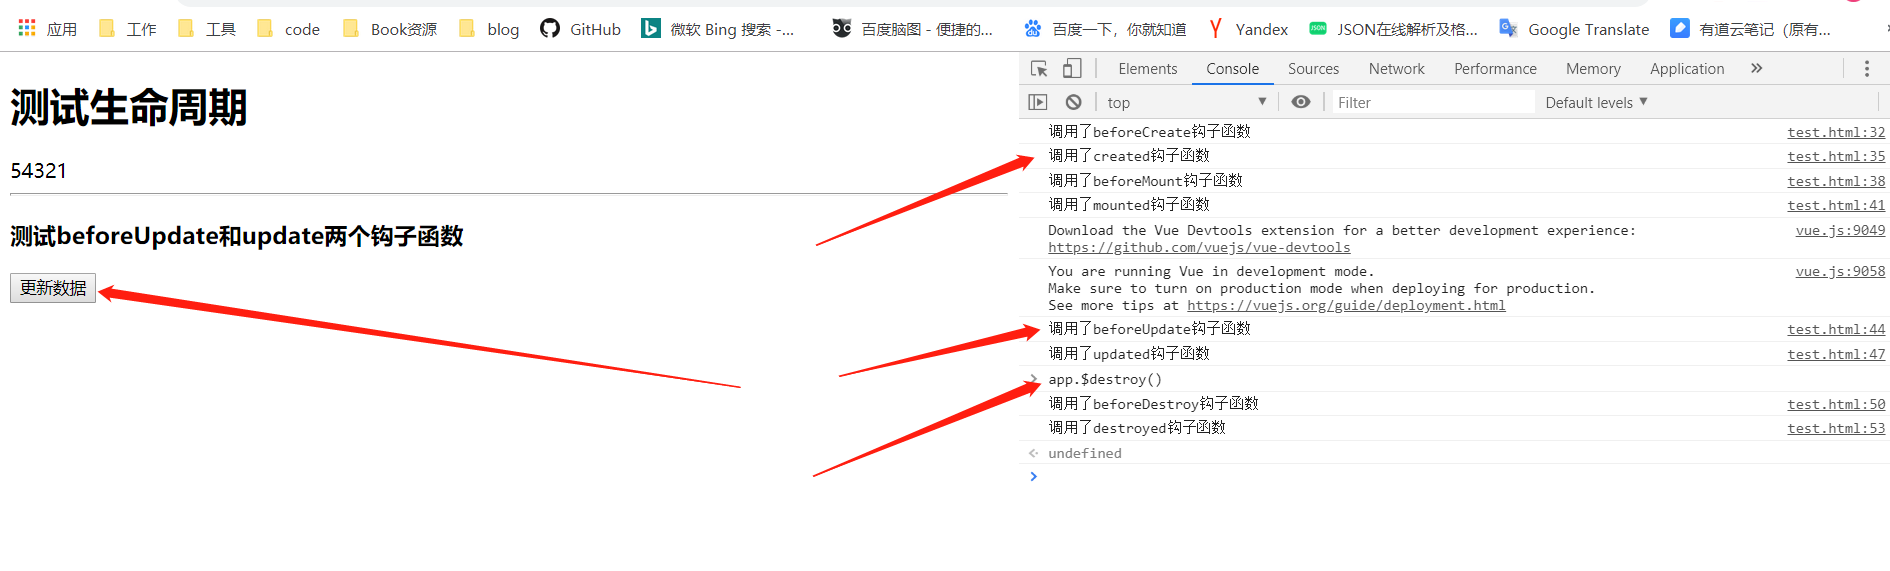 应用 工作 工具 code Book资源 blog GitHub 微软 Bing 搜索 -... 百度脑图 - 便捷的... 百度一下，你就知道 Yandex JSON在线解析及格... Google Translate 有道云笔记（原有...
测试生命周期
54321
测试beforeUpdate和update两个钩子函数
更新数据
Elements Console Sources Network Performance Memory Application »
top ▼ Filter Default levels ▼
调用了beforeCreate钩子函数 test.html:32
调用了created钩子函数 test.html:35
调用了beforeMount钩子函数 test.html:38
调用了mounted钩子函数 test.html:41
Download the Vue Devtools extension for a better development experience: vue.js:9049
https://github.com/vuejs/vue-devtools
You are running Vue in development mode. vue.js:9058
Make sure to turn on production mode when deploying for production.
See more tips at https://vuejs.org/guide/deployment.html
调用了beforeUpdate钩子函数 test.html:44
调用了updated钩子函数 test.html:47
> app.$destroy()
调用了beforeDestroy钩子函数 test.html:50
调用了destroyed钩子函数 test.html:53
undefined